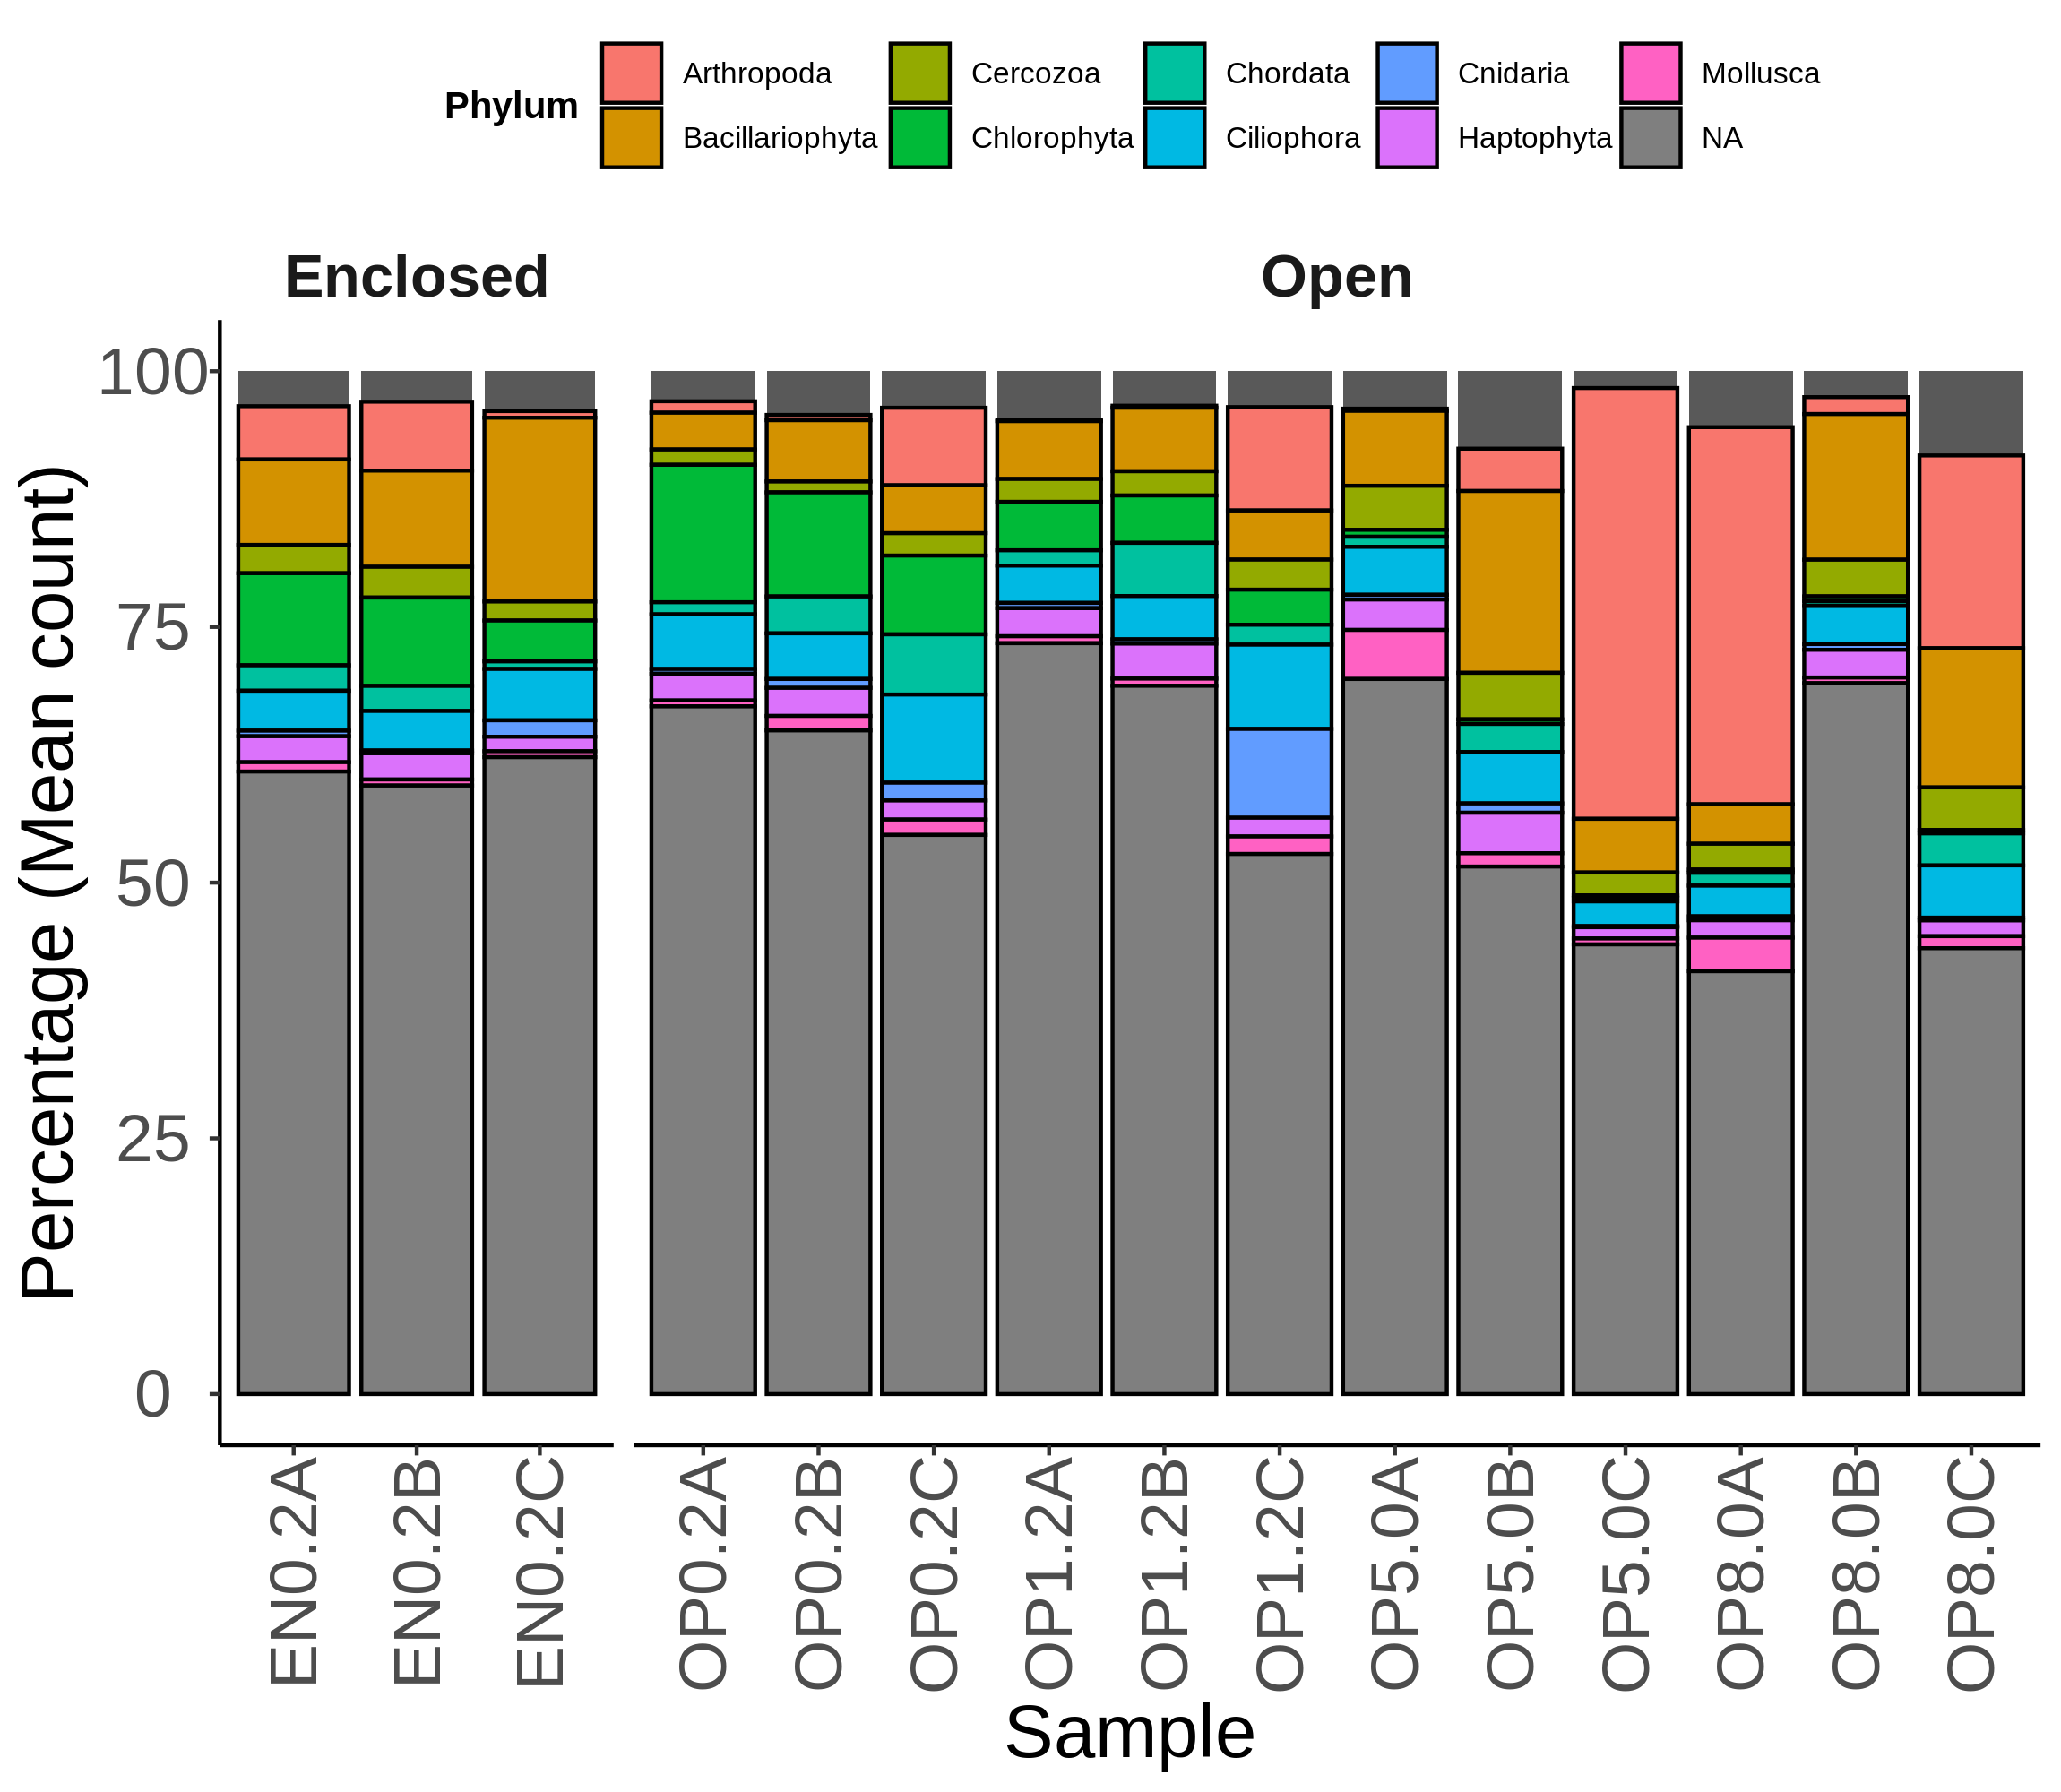 Phylum
Arthropoda Cercozoa Chordata Cnidaria Mollusca
Bacillariophyta Chlorophyta Ciliophora Haptophyta NA
Enclosed Open
Percentage (Mean count)
100
75
50
25
0
EN0.2A EN0.2B EN0.2C OP0.2A OP0.2B OP0.2C OP1.2A OP1.2B OP1.2C OP5.0A OP5.0B OP5.0C OP8.0A OP8.0B OP8.0C
Sample